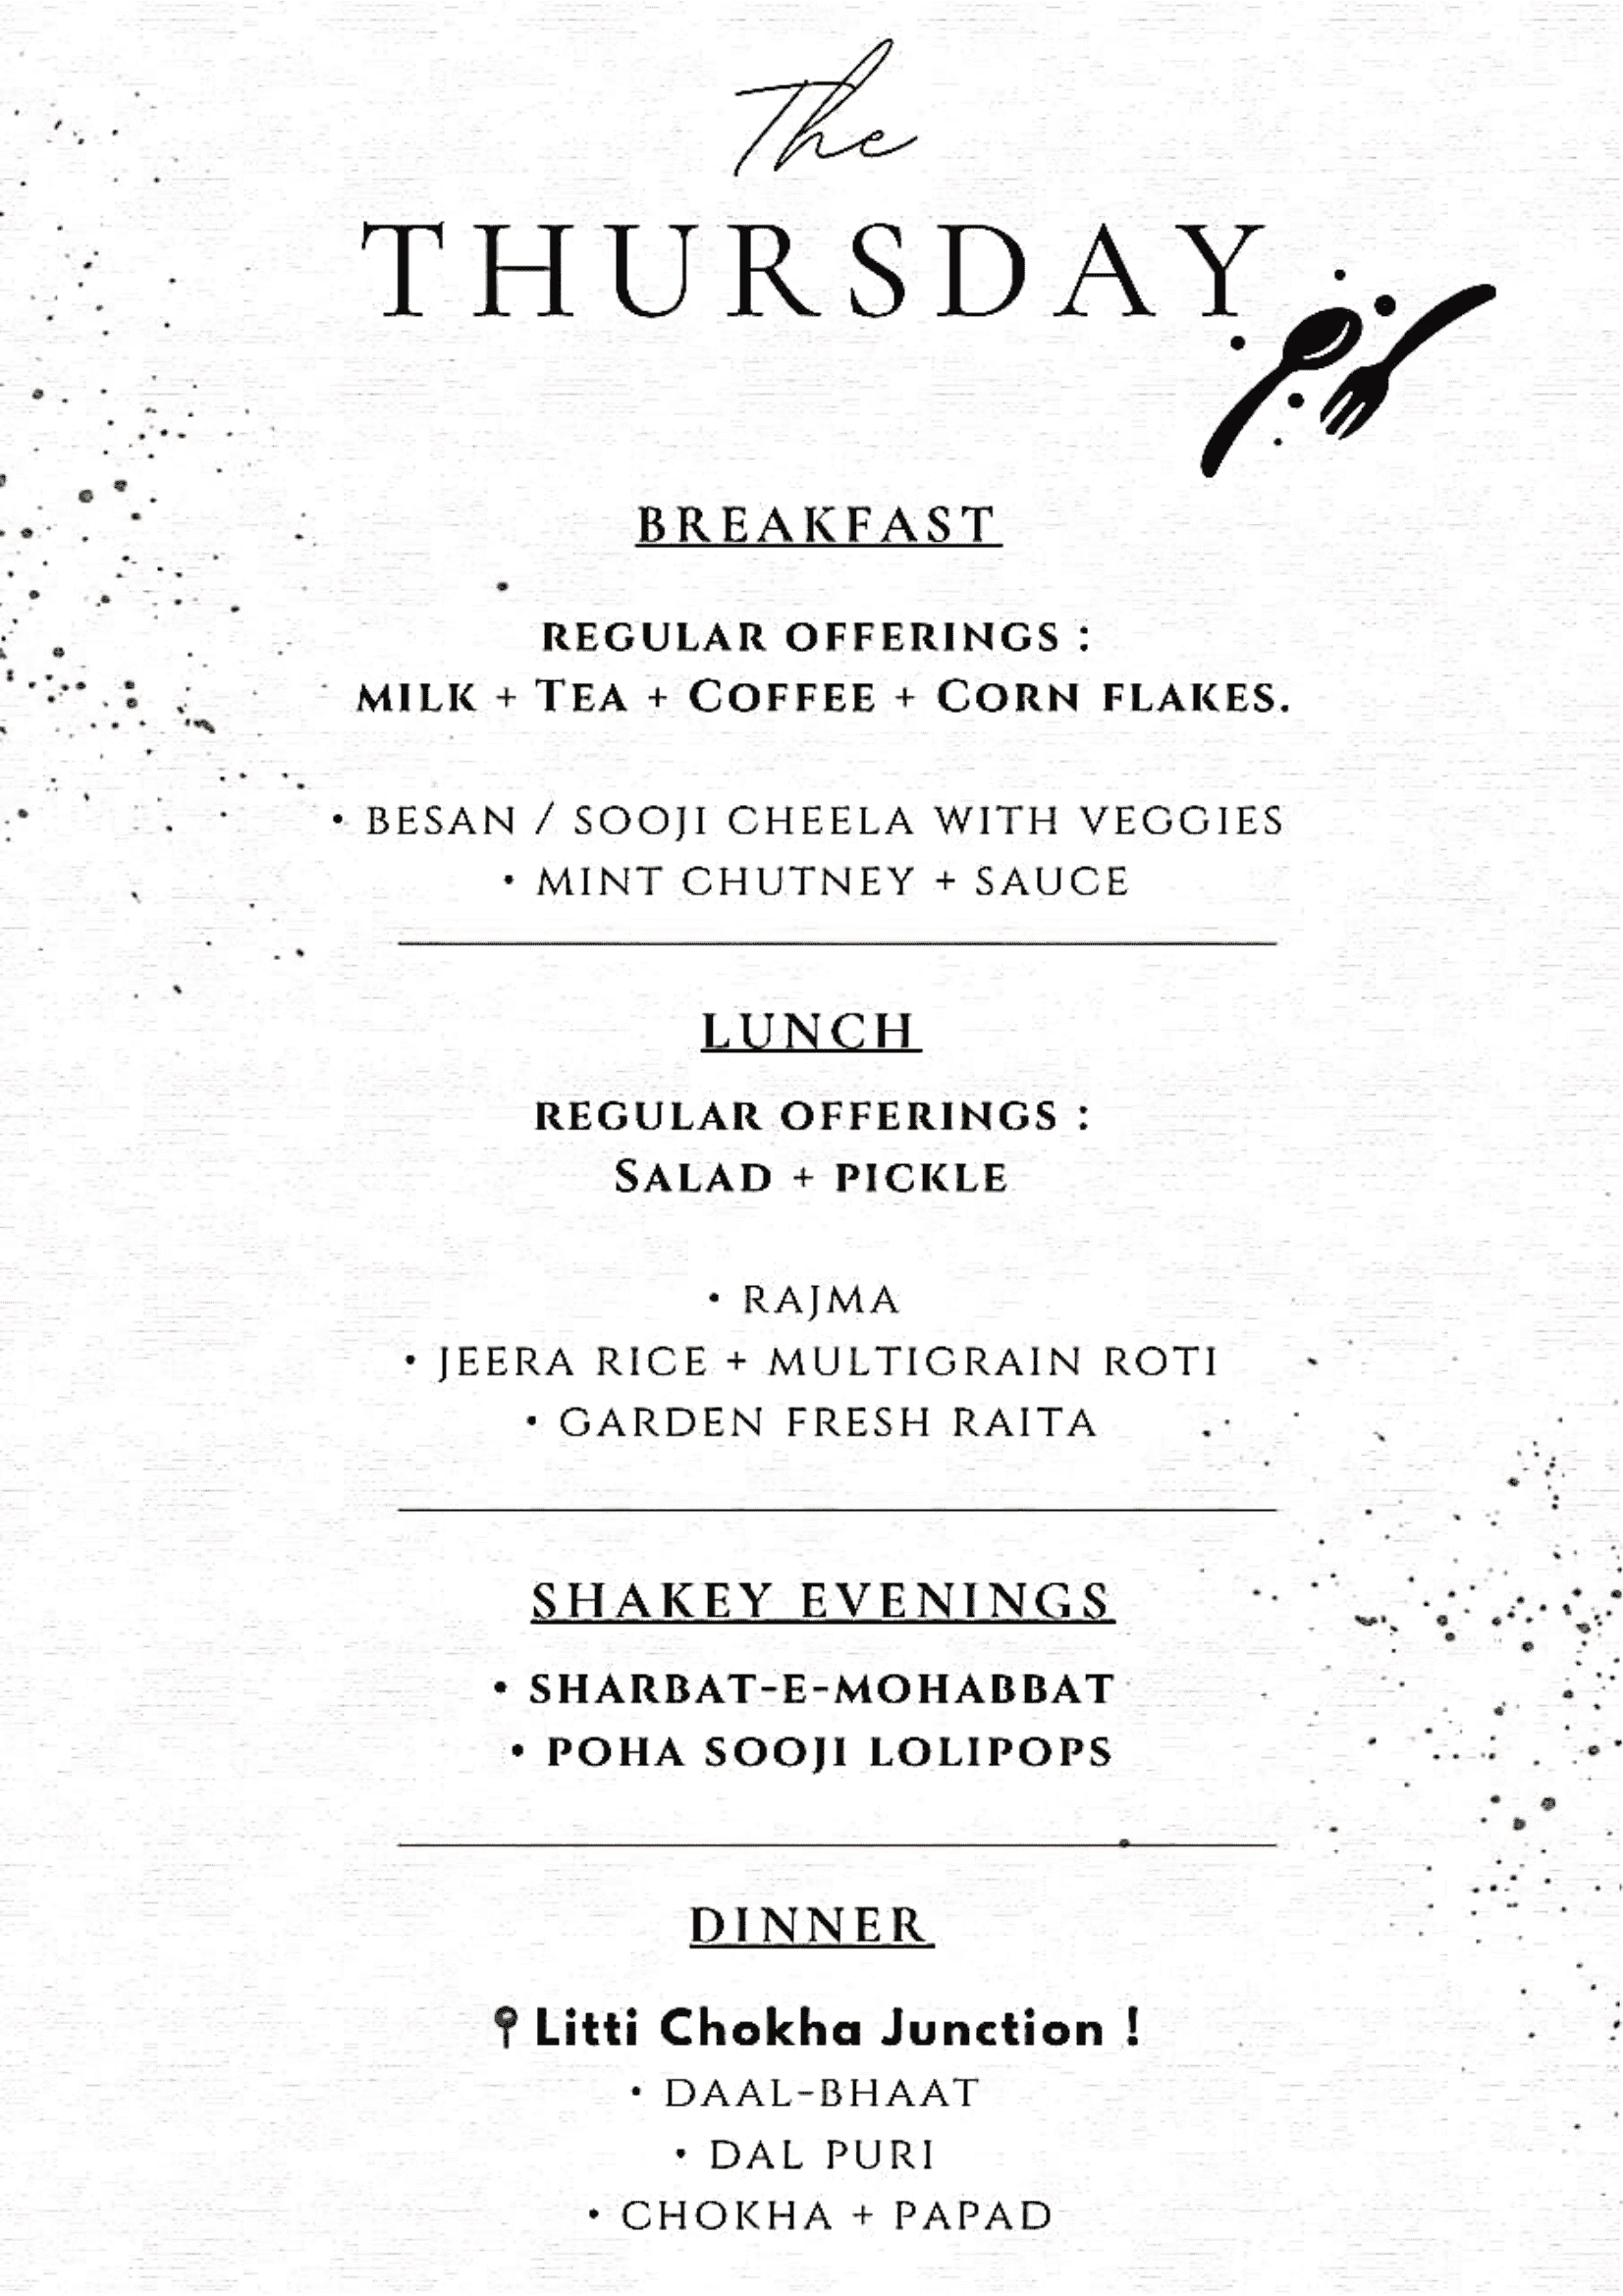 The
THURSDAY
BREAKFAST
REGULAR OFFERINGS :
MILK + TEA + COFFEE + CORN FLAKES.
• BESAN / SOOJI CHEELA WITH VEGGIES
• MINT CHUTNEY + SAUCE
LUNCH
REGULAR OFFERINGS :
SALAD + PICKLE
• RAJMA
• JEERA RICE + MULTIGRAIN ROTI
• GARDEN FRESH RAITA
SHAKEY EVENINGS
• SHARBAT-E-MOHABBAT
• POHA SOOJI LOLIPOPS
DINNER
Litti Chokha Junction !
• DAAL-BHAAT
• DAL PURI
• CHOKHA + PAPAD